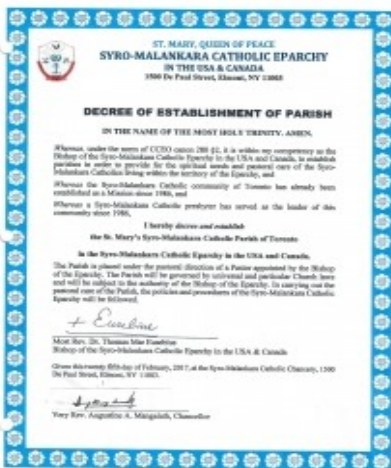 ST. MARY, QUEEN OF PEACE
SYRO-MALANKARA CATHOLIC EPARCHY
IN THE USA & CANADA
1500 De Paul Street, Elmont, NY 11003
DECREE OF ESTABLISHMENT OF PARISH
IN THE NAME OF THE MOST HOLY TRINITY. AMEN.
Whereas, under the norm of CCEO canon 280 §2, it is within my competence as the
Bishop of the Syro-Malankara Catholic Eparchy in the USA and Canada, to establish
parishes in order to provide for the spiritual needs and pastoral care of the Syro-
Malankara Catholics living within the territory of the Eparchy, and
Whereas the Syro-Malankara Catholic community of Toronto has already been
established as a Mission since 1986, and
Whereas a Syro-Malankara Catholic presbyter has served as the leader of this
community since 1986,
I hereby decree and establish
the St. Mary's Syro-Malankara Catholic Parish of Toronto
in the Syro-Malankara Catholic Eparchy in the USA and Canada.
The Parish is placed under the pastoral direction of a Pastor appointed by the Bishop
of the Eparchy. The Parish will be governed by universal and particular Church laws
and will be subject to the authority of the Bishop of the Eparchy. In carrying out the
pastoral care of the Parish, the policies and procedures of the Syro-Malankara Catholic
Eparchy will be followed.
+ Eusebius
Most Rev. Dr. Thomas Mar Eusebius
Bishop of the Syro-Malankara Catholic Eparchy in the USA & Canada
Given this twenty fifth day of February, 2017, at the Syro-Malankara Catholic Chancery, 1500
De Paul Street, Elmont, NY 11003.
Very Rev. Augustine A. Mangalath, Chancellor